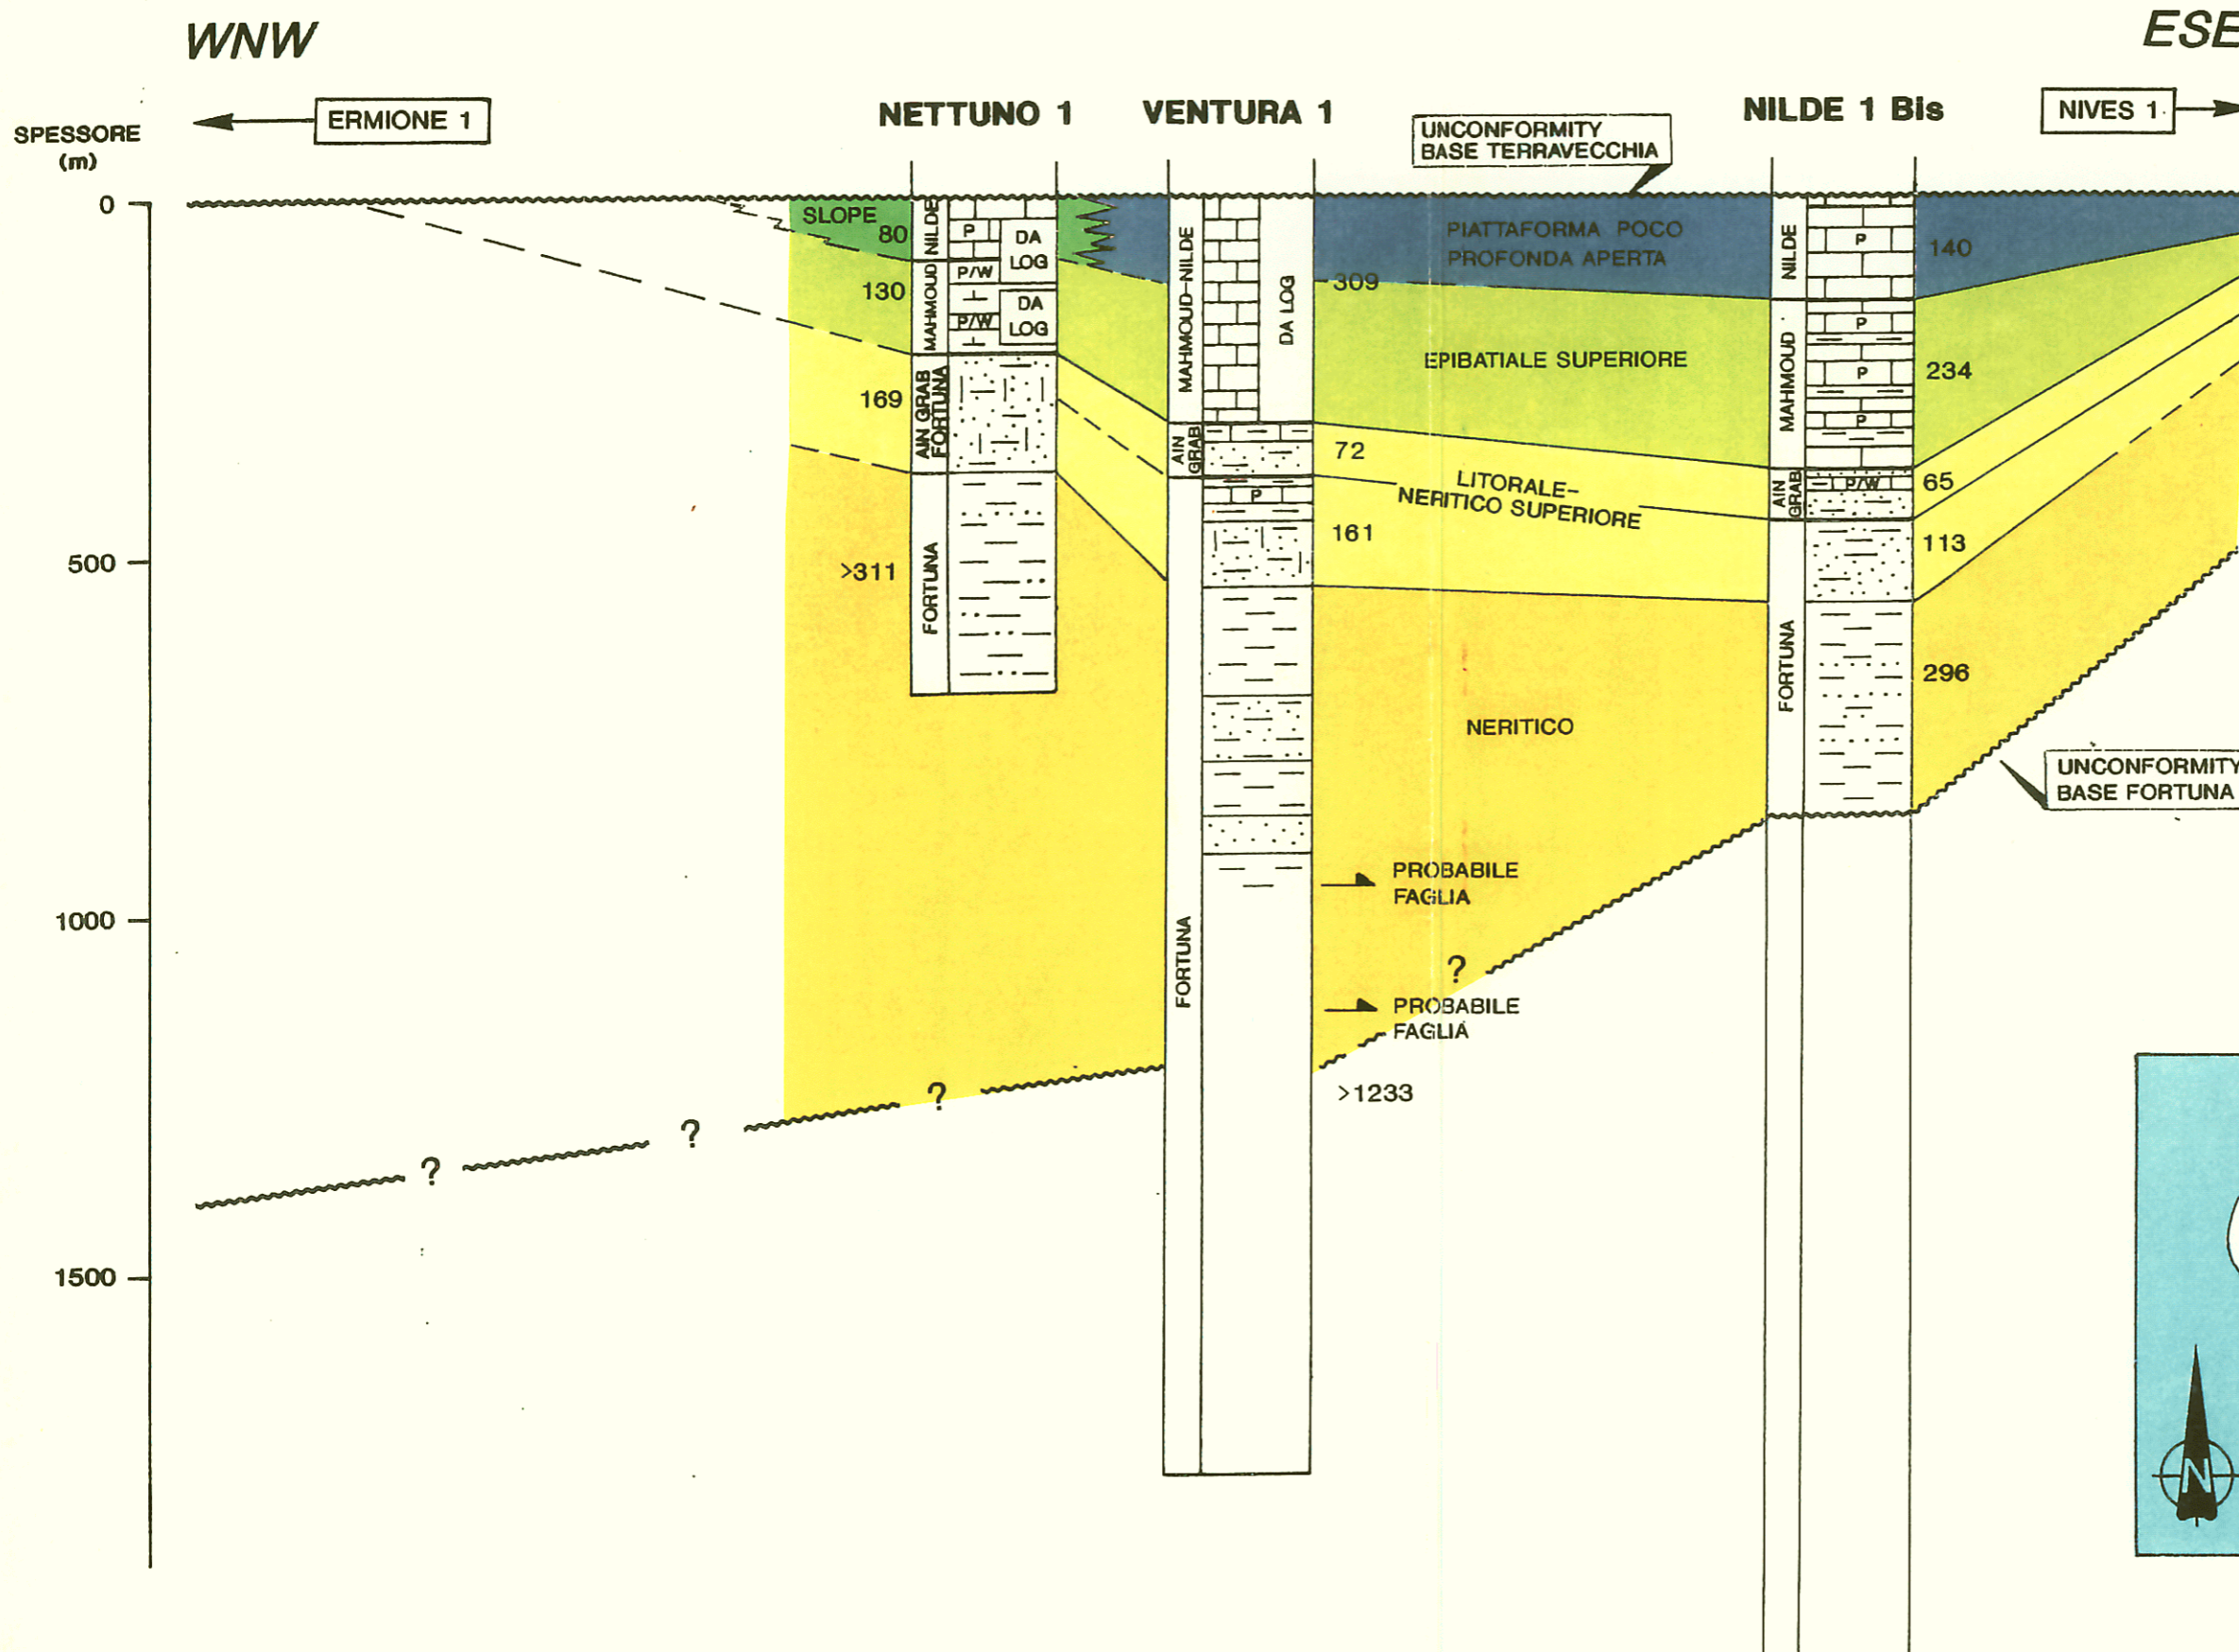 WNW
ESE
SPESSORE
(m)
ERMIONE 1
NETTUNO 1
VENTURA 1
NILDE 1 Bis
NIVES 1
UNCONFORMITY
BASE TERRAVECCHIA
0
500
1000
1500
SLOPE
80
130
169
>311
NILDE
MAHMOUD
AIN GRAB
FORTUNA
FORTUNA
P
P/W
P/W
DA
LOG
DA
LOG
MAHMOUD-NILDE
AIN
GRAB
FORTUNA
DA LOG
P
309
72
161
>1233
PIATTAFORMA POCO
PROFONDA APERTA
EPIBATIALE SUPERIORE
LITORALE-
NERITICO SUPERIORE
NERITICO
PROBABILE
FAGLIA
PROBABILE
FAGLIA
?
?
?
?
NILDE
MAHMOUD
AIN
GRAB
FORTUNA
P
P
P
P
P/W
140
234
65
113
296
UNCONFORMITY
BASE FORTUNA
N